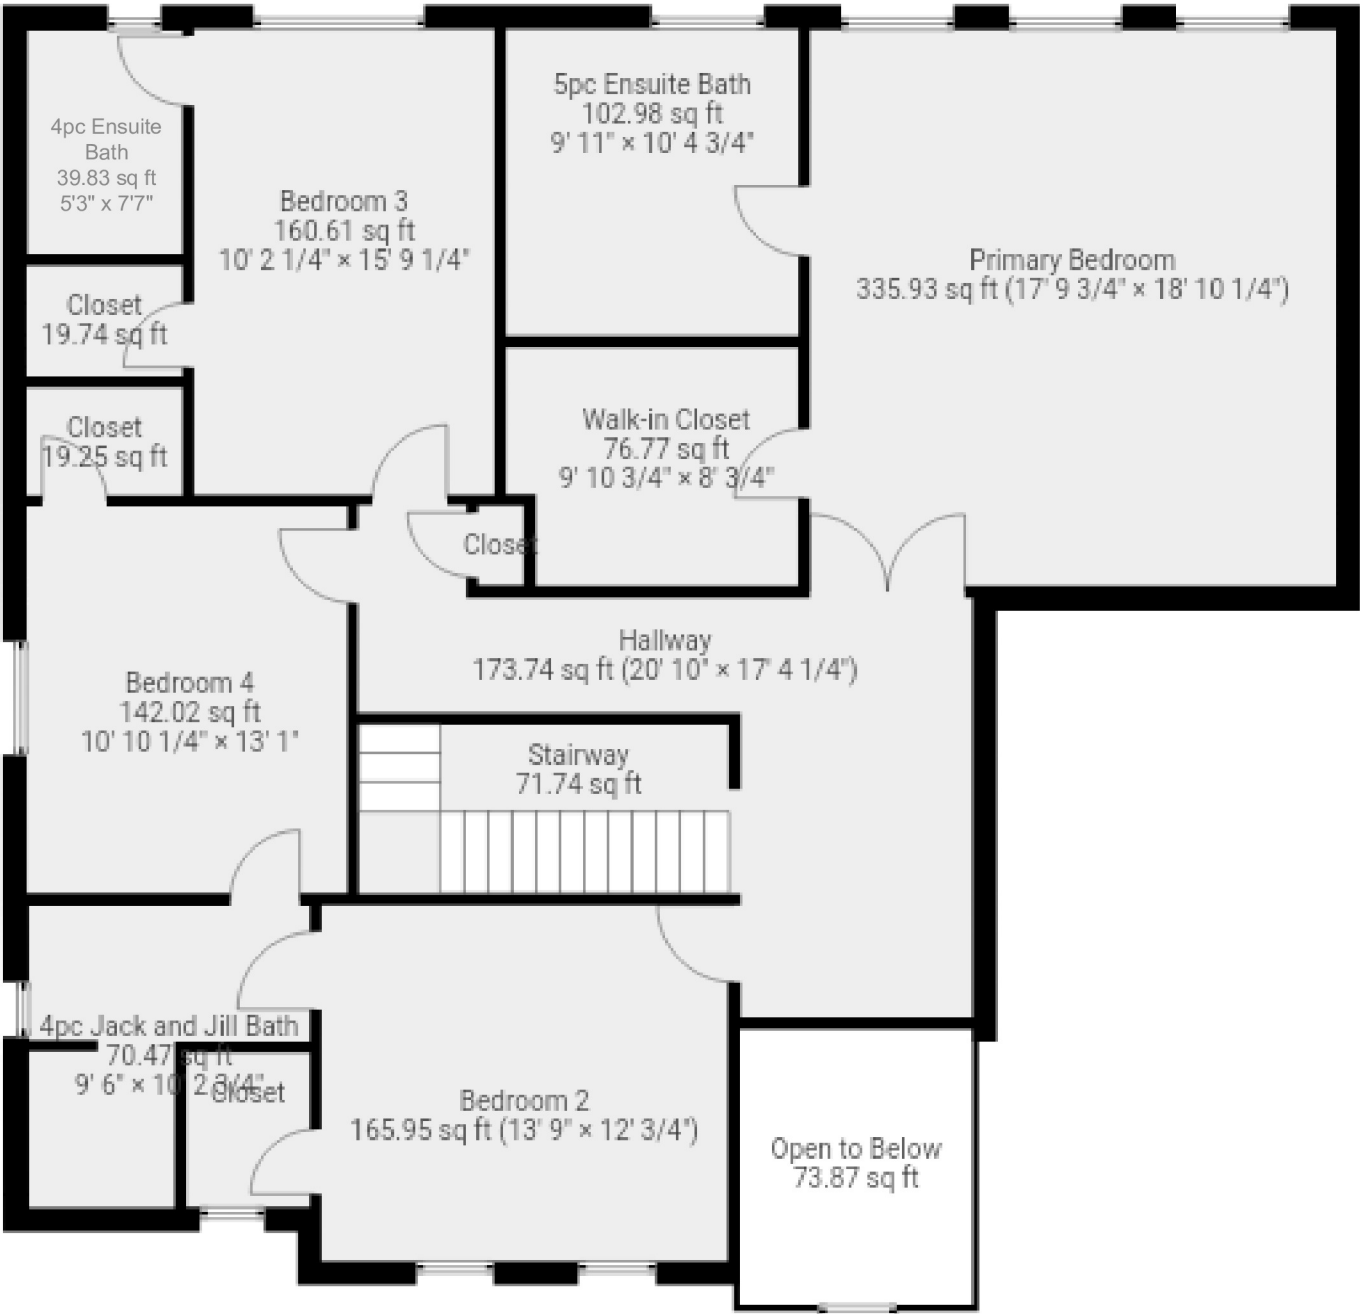 4pc Ensuite
Bath
39.83 sq ft
5'3" x 7'7"
Bedroom 3
160.61 sq ft
10' 2 1/4" × 15' 9 1/4"
5pc Ensuite Bath
102.98 sq ft
9' 11" × 10' 4 3/4"
Primary Bedroom
335.93 sq ft (17' 9 3/4" × 18' 10 1/4")
Closet
19.74 sq ft
Closet
19.25 sq ft
Walk-in Closet
76.77 sq ft
9' 10 3/4" × 8' 3/4"
Closet
Hallway
173.74 sq ft (20' 10" × 17' 4 1/4")
Bedroom 4
142.02 sq ft
10' 10 1/4" × 13' 1"
Stairway
71.74 sq ft
4pc Jack and Jill Bath
70.47 sq ft
9' 6" × 10' 2 3/4"
Closet
Bedroom 2
165.95 sq ft (13' 9" × 12' 3/4")
Open to Below
73.87 sq ft